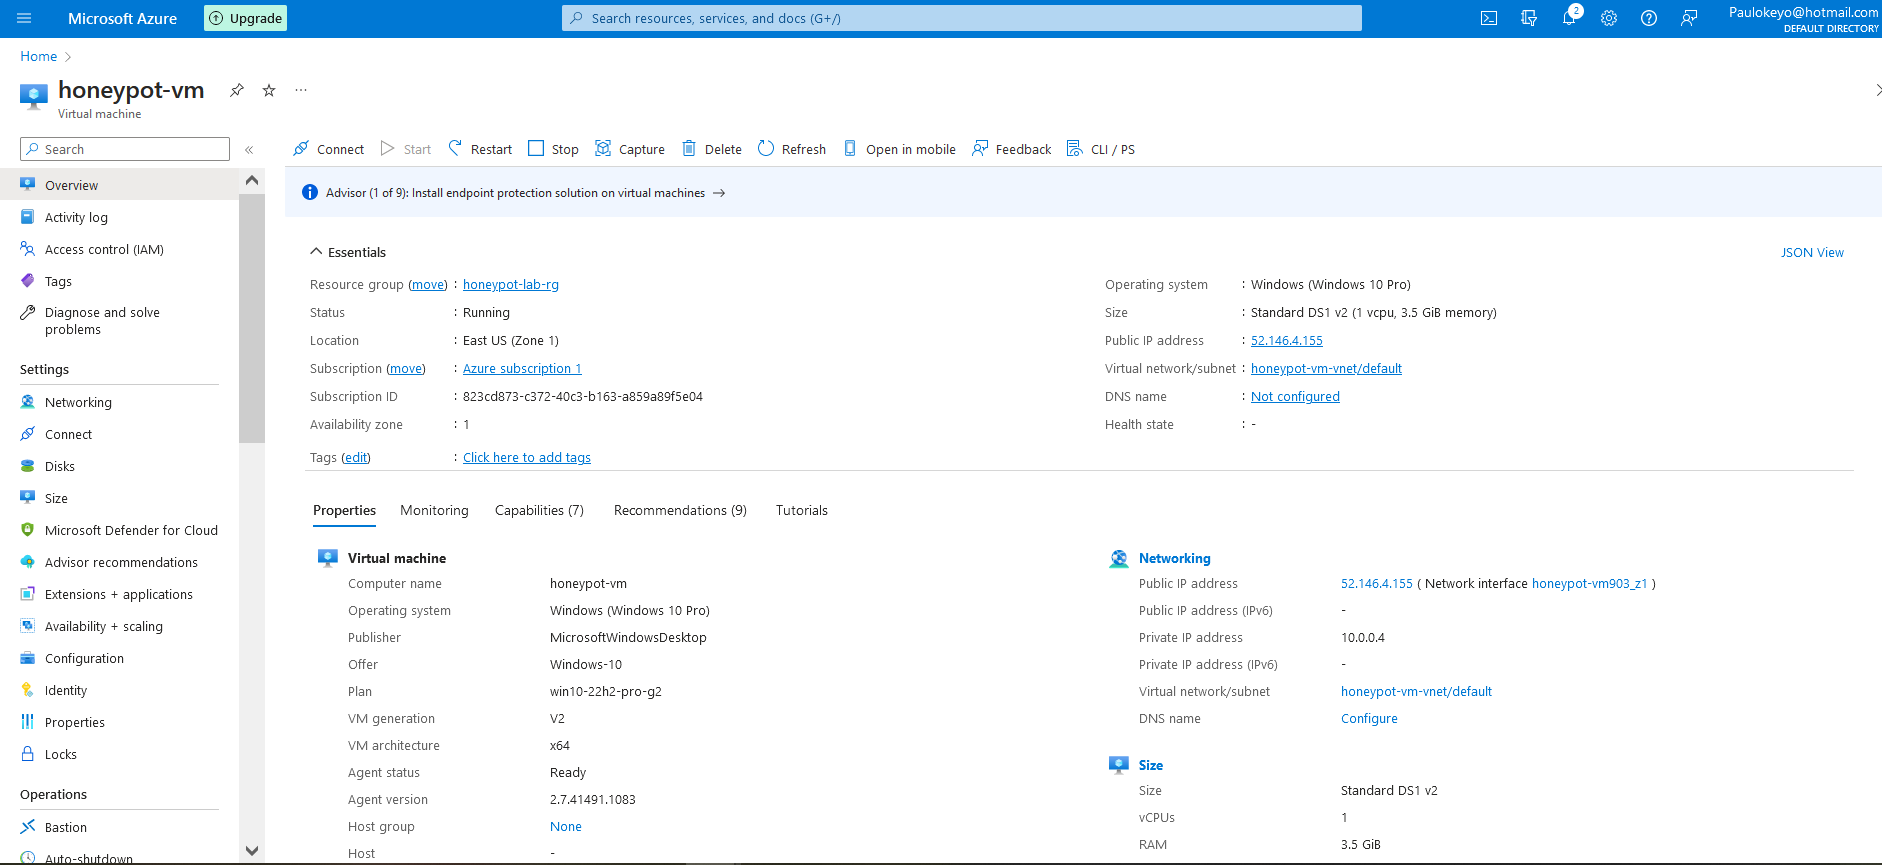 Microsoft Azure
Upgrade
Search resources, services, and docs (G+/)
2
Paulokeyo@hotmail.com
DEFAULT DIRECTORY
Home
honeypot-vm
Virtual machine
Search
Connect
Start
Restart
Stop
Capture
Delete
Refresh
Open in mobile
Feedback
CLI / PS
Overview
Activity log
Access control (IAM)
Tags
Diagnose and solve
problems
Settings
Networking
Connect
Disks
Size
Microsoft Defender for Cloud
Advisor recommendations
Extensions + applications
Availability + scaling
Configuration
Identity
Properties
Locks
Operations
Bastion
Auto-shutdown
Advisor (1 of 9): Install endpoint protection solution on virtual machines
Essentials
JSON View
Resource group (move) : honeypot-lab-rg
Status : Running
Location : East US (Zone 1)
Subscription (move) : Azure subscription 1
Subscription ID : 823cd873-c372-40c3-b163-a859a89f5e04
Availability zone : 1
Tags (edit) : Click here to add tags
Operating system : Windows (Windows 10 Pro)
Size : Standard DS1 v2 (1 vcpu, 3.5 GiB memory)
Public IP address : 52.146.4.155
Virtual network/subnet : honeypot-vm-vnet/default
DNS name : Not configured
Health state : -
Properties
Monitoring
Capabilities (7)
Recommendations (9)
Tutorials
Virtual machine
Computer name honeypot-vm
Operating system Windows (Windows 10 Pro)
Publisher MicrosoftWindowsDesktop
Offer Windows-10
Plan win10-22h2-pro-g2
VM generation V2
VM architecture x64
Agent status Ready
Agent version 2.7.41491.1083
Host group None
Host -
Networking
Public IP address 52.146.4.155 ( Network interface honeypot-vm903_z1 )
Public IP address (IPv6) -
Private IP address 10.0.0.4
Private IP address (IPv6) -
Virtual network/subnet honeypot-vm-vnet/default
DNS name Configure
Size
Size Standard DS1 v2
vCPUs 1
RAM 3.5 GiB